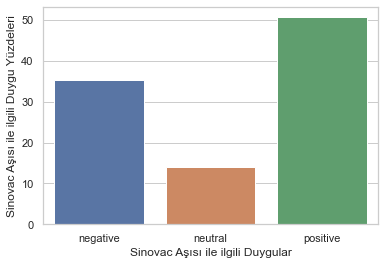 Sinovac Aşısı ile ilgili Duygu Yüzdeleri
50
40
30
20
10
0
negative neutral positive
Sinovac Aşısı ile ilgili Duygular